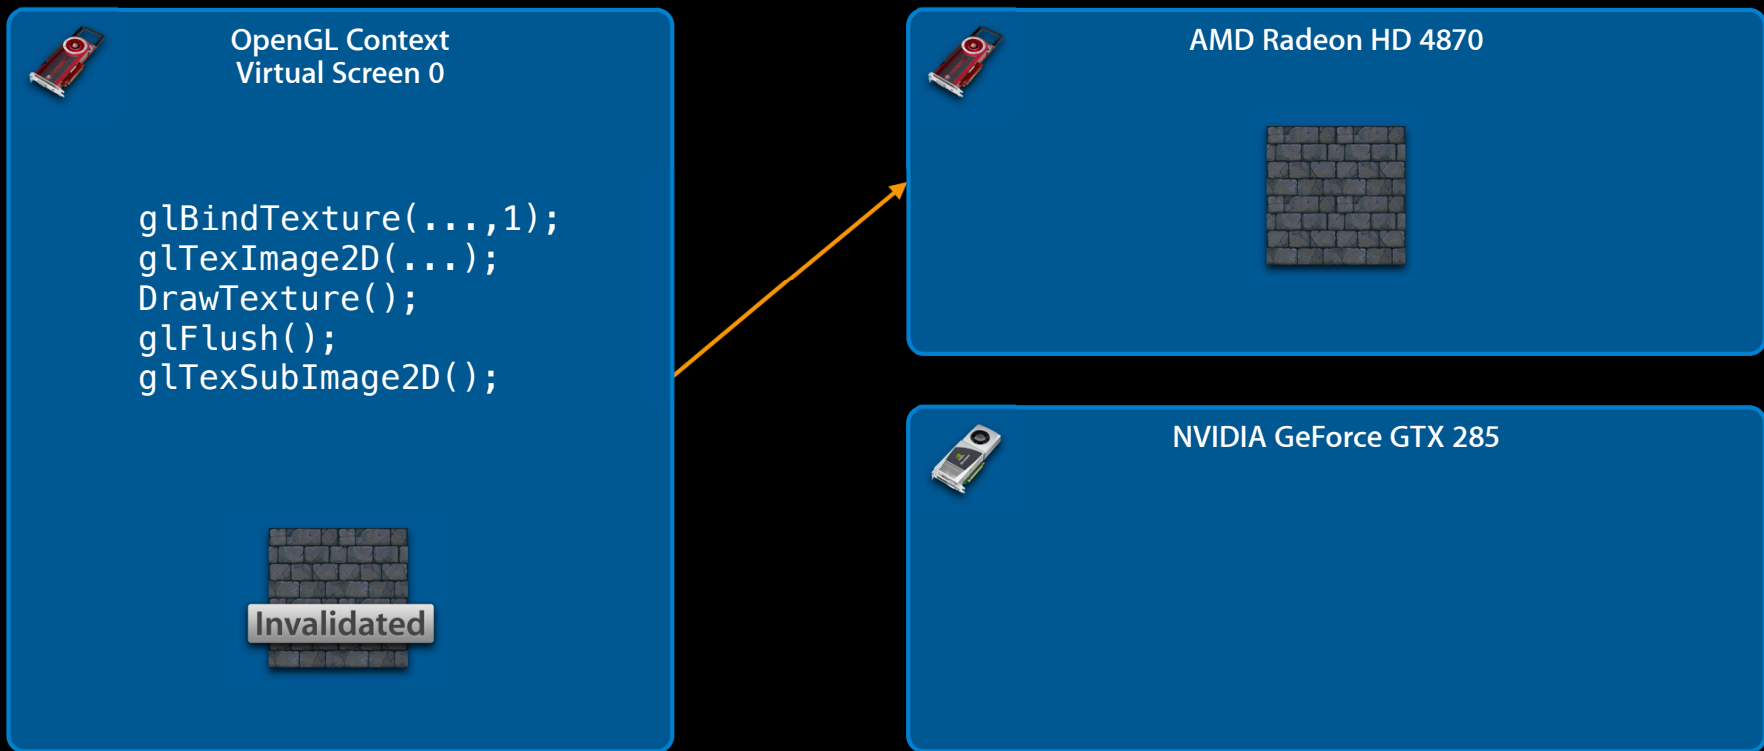 OpenGL Context
Virtual Screen 0
glBindTexture(...,1);
glTexImage2D(...);
DrawTexture();
glFlush();
glTexSubImage2D();
Invalidated
AMD Radeon HD 4870
NVIDIA GeForce GTX 285